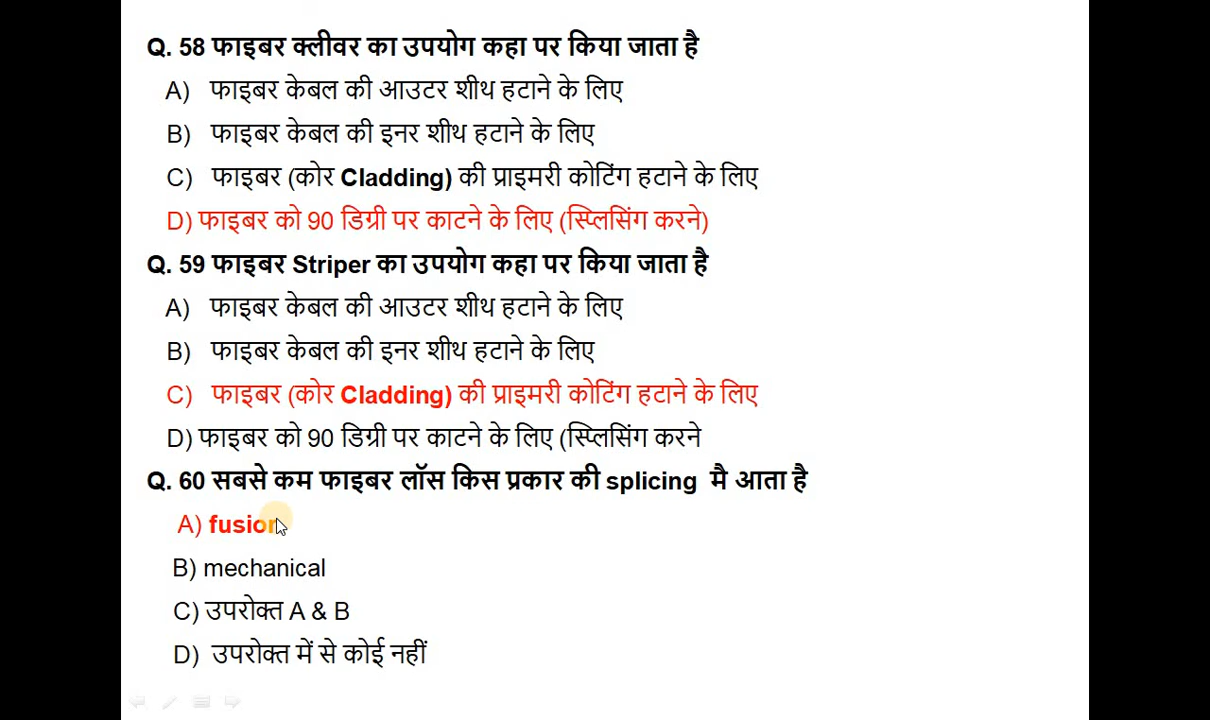 Q. 58 फाइबर क्लीवर का उपयोग कहा पर किया जाता है
A) फाइबर केबल की आउटर शीथ हटाने के लिए
B) फाइबर केबल की इनर शीथ हटाने के लिए
C) फाइबर (कोर Cladding) की प्राइमरी कोटिंग हटाने के लिए
D) फाइबर को 90 डिग्री पर काटने के लिए (स्प्लिसिंग करने)
Q. 59 फाइबर Striper का उपयोग कहा पर किया जाता है
A) फाइबर केबल की आउटर शीथ हटाने के लिए
B) फाइबर केबल की इनर शीथ हटाने के लिए
C) फाइबर (कोर Cladding) की प्राइमरी कोटिंग हटाने के लिए
D) फाइबर को 90 डिग्री पर काटने के लिए (स्प्लिसिंग करने
Q. 60 सबसे कम फाइबर लॉस किस प्रकार की splicing मै आता है
A) fusion
B) mechanical
C) उपरोक्त A & B
D) उपरोक्त में से कोई नहीं